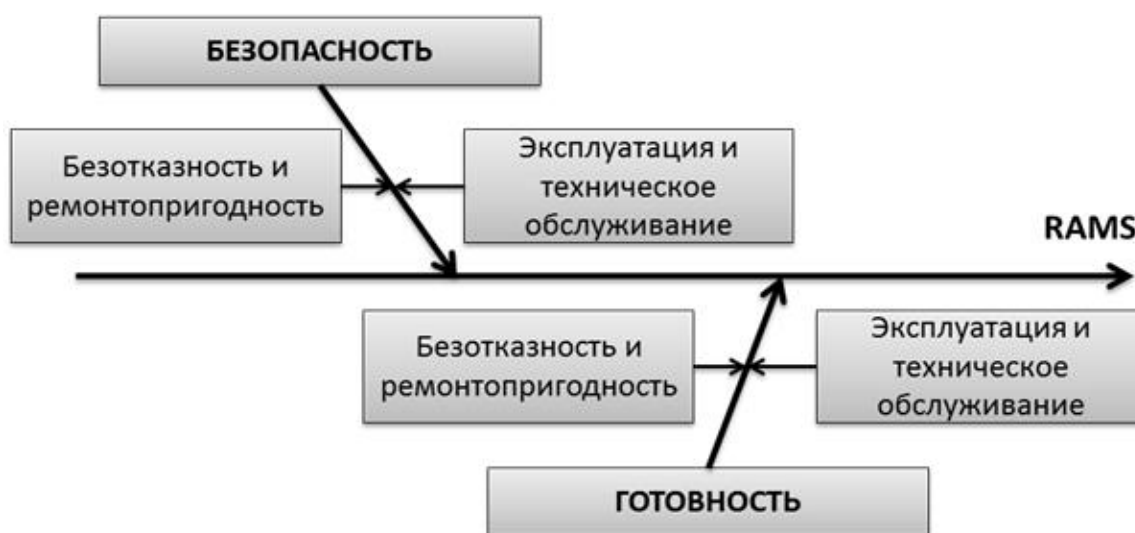 БЕЗОПАСНОСТЬ
Безотказность и
ремонтопригодность
Эксплуатация и
техническое
обслуживание
RAMS
Безотказность и
ремонтопригодность
Эксплуатация и
техническое
обслуживание
ГОТОВНОСТЬ